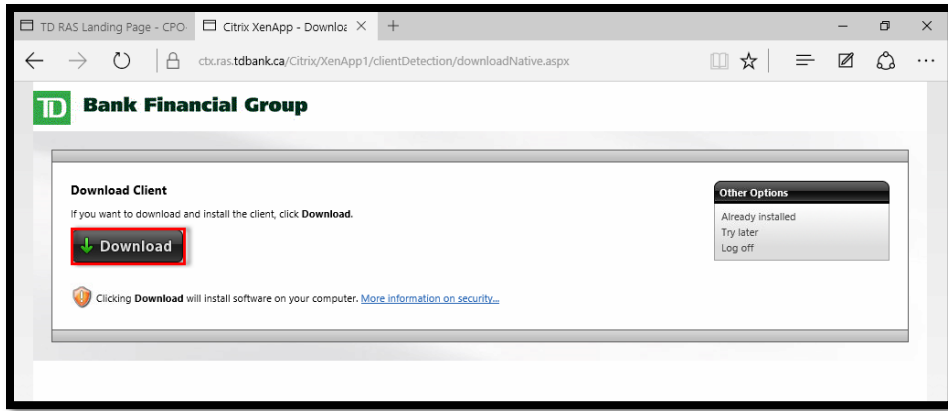 TD RAS Landing Page - CPO
Citrix XenApp - Downloa
ctx.ras.tdbank.ca/Citrix/XenApp1/clientDetection/downloadNative.aspx
TD Bank Financial Group
Download Client
If you want to download and install the client, click Download.
Download
Clicking Download will install software on your computer. More information on security...
Other Options
Already installed
Try later
Log off